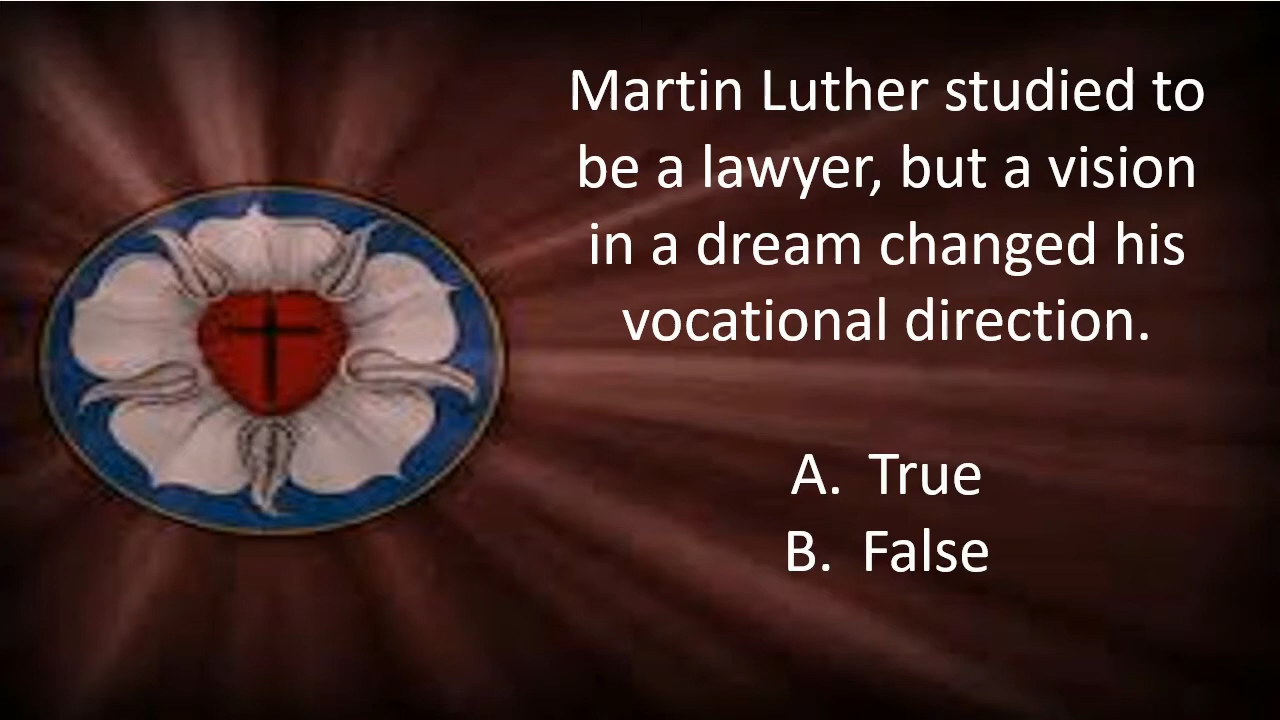 Martin Luther studied to
be a lawyer, but a vision
in a dream changed his
vocational direction.
A. True
B. False